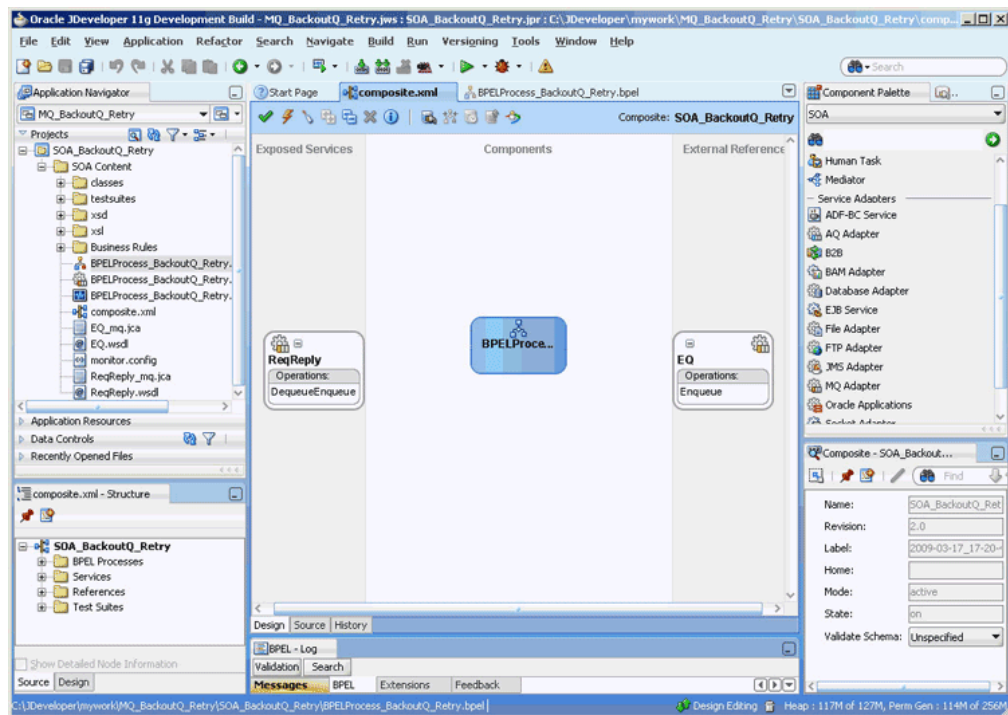 Oracle JDeveloper 11g Development Build - MQ_BackoutQ_Retry.jws : SOA_BackoutQ_Retry.jpr : C:\JDeveloper\mywork\MQ_BackoutQ_Retry\SOA_BackoutQ_Retry\comp...
File Edit View Application Refactor Search Navigate Build Run Versioning Tools Window Help
Search
Application Navigator
MQ_BackoutQ_Retry
Projects
SOA_BackoutQ_Retry
SOA Content
classes
testsuites
xsd
xsl
Business Rules
BPELProcess_BackoutQ_Retry.
BPELProcess_BackoutQ_Retry.
BPELProcess_BackoutQ_Retry.
composite.xml
EQ_mq.jca
EQ.wsdl
monitor.config
ReqReply_mq.jca
ReqReply.wsdl
Application Resources
Data Controls
Recently Opened Files
composite.xml - Structure
SOA_BackoutQ_Retry
BPEL Processes
Services
References
Test Suites
Show Detailed Node Information
Source Design
Start Page composite.xml BPELProcess_BackoutQ_Retry.bpel
Composite: SOA_BackoutQ_Retry
Exposed Services Components External Reference
ReqReply
Operations:
DequeueEnqueue
BPELProce...
EQ
Operations:
Enqueue
Design Source History
BPEL - Log
Validation Search
Messages BPEL Extensions Feedback
Component Palette
SOA
Human Task
Mediator
Service Adapters
ADF-BC Service
AQ Adapter
B2B
BAM Adapter
Database Adapter
EJB Service
File Adapter
FTP Adapter
JMS Adapter
MQ Adapter
Oracle Applications
Socket Adapter
Composite - SOA_Backout...
Find
Name: SOA_BackoutQ_Ret
Revision: 2.0
Label: 2009-03-17_17-20-
Home:
Mode: active
State: on
Validate Schema: Unspecified
C:\JDeveloper\mywork\MQ_BackoutQ_Retry\SOA_BackoutQ_Retry\BPELProcess_BackoutQ_Retry.bpel
Design Editing Heap : 117M of 127M, Perm Gen : 114M of 256M